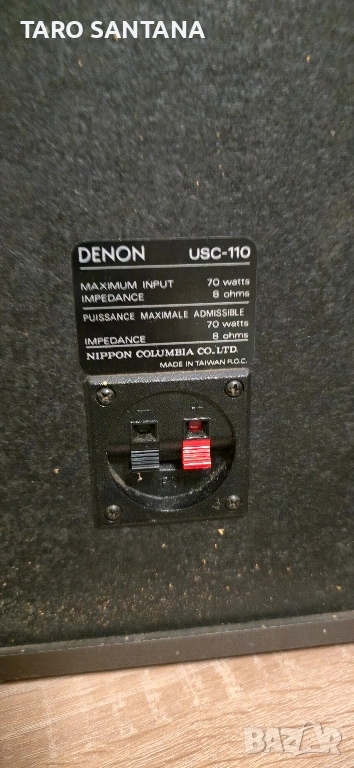 TARO SANTANA
DENON USC-110
MAXIMUM INPUT 70 watts
IMPEDANCE 8 ohms
PUISSANCE MAXIMALE ADMISSIBLE
70 watts
IMPEDANCE 8 ohms
NIPPON COLUMBIA CO., LTD.
MADE IN TAIWAN R.O.C.
BAZAR